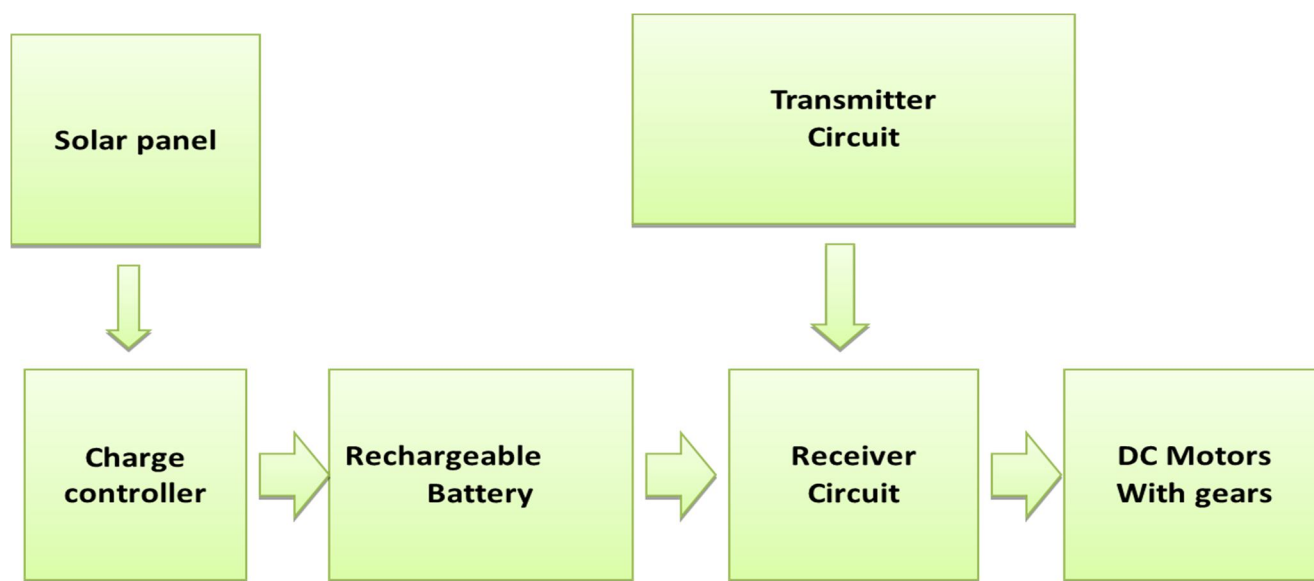 Solar panel
Transmitter
Circuit
Charge
controller
Rechargeable
Battery
Receiver
Circuit
DC Motors
With gears